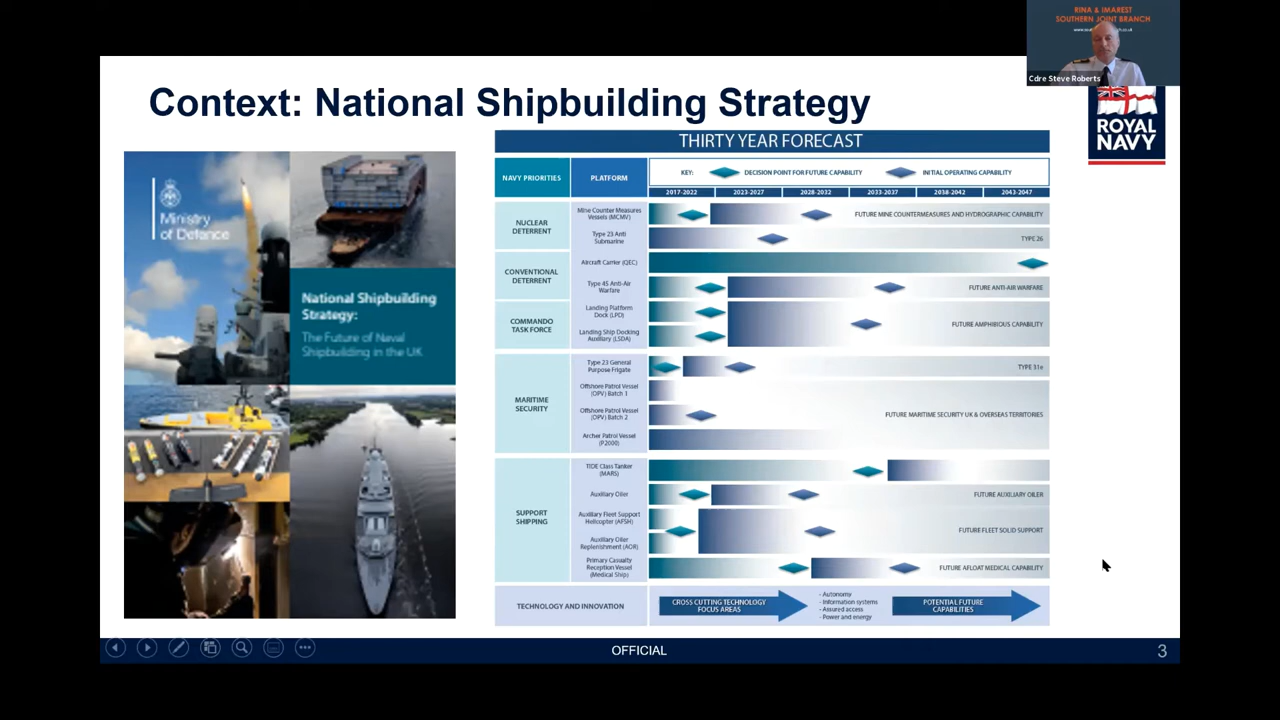 RINA & IMAREST
SOUTHERN JOINT BRANCH
Cdre Steve Roberts
Context: National Shipbuilding Strategy
ROYAL
NAVY
Ministry
of Defence
National Shipbuilding
Strategy:
The Future of Naval
Shipbuilding in the UK
THIRTY YEAR FORECAST
NAVY PRIORITIES
PLATFORM
KEY:
DECISION POINT FOR FUTURE CAPABILITY
INITIAL OPERATING CAPABILITY
2017-2022
2023-2027
2028-2032
2033-2037
2038-2042
2043-2047
NUCLEAR
DETERRENT
Mine Counter Measures
Vessels (MCMV)
FUTURE MINE COUNTERMEASURES AND HYDROGRAPHIC CAPABILITY
Type 23 Anti
Submarine
TYPE 26
CONVENTIONAL
DETERRENT
Aircraft Carrier (QEC)
Type 45 Anti-Air
Warfare
FUTURE ANTI-AIR WARFARE
COMMANDO
TASK FORCE
Landing Platform
Dock (LPD)
Landing Ship Docking
Auxiliary (LSDA)
FUTURE AMPHIBIOUS CAPABILITY
MARITIME
SECURITY
Type 23 General
Purpose Frigate
TYPE 31e
Offshore Patrol Vessel
(OPV) Batch 1
Offshore Patrol Vessel
(OPV) Batch 2
FUTURE MARITIME SECURITY UK & OVERSEAS TERRITORIES
Archer Patrol Vessel
(P2000)
SUPPORT
SHIPPING
TIDE Class Tanker
(MARS)
Auxiliary Oiler
FUTURE AUXILIARY OILER
Auxiliary Fleet Support
Helicopter (AFSH)
Auxiliary Oiler
Replenishment (AOR)
FUTURE FLEET SOLID SUPPORT
Primary Casualty
Reception Vessel
(Medical Ship)
FUTURE AFLOAT MEDICAL CAPABILITY
TECHNOLOGY AND INNOVATION
CROSS CUTTING TECHNOLOGY
FOCUS AREAS
- Autonomy
- Information systems
- Assured access
- Power and energy
POTENTIAL FUTURE
CAPABILITIES
OFFICIAL
3